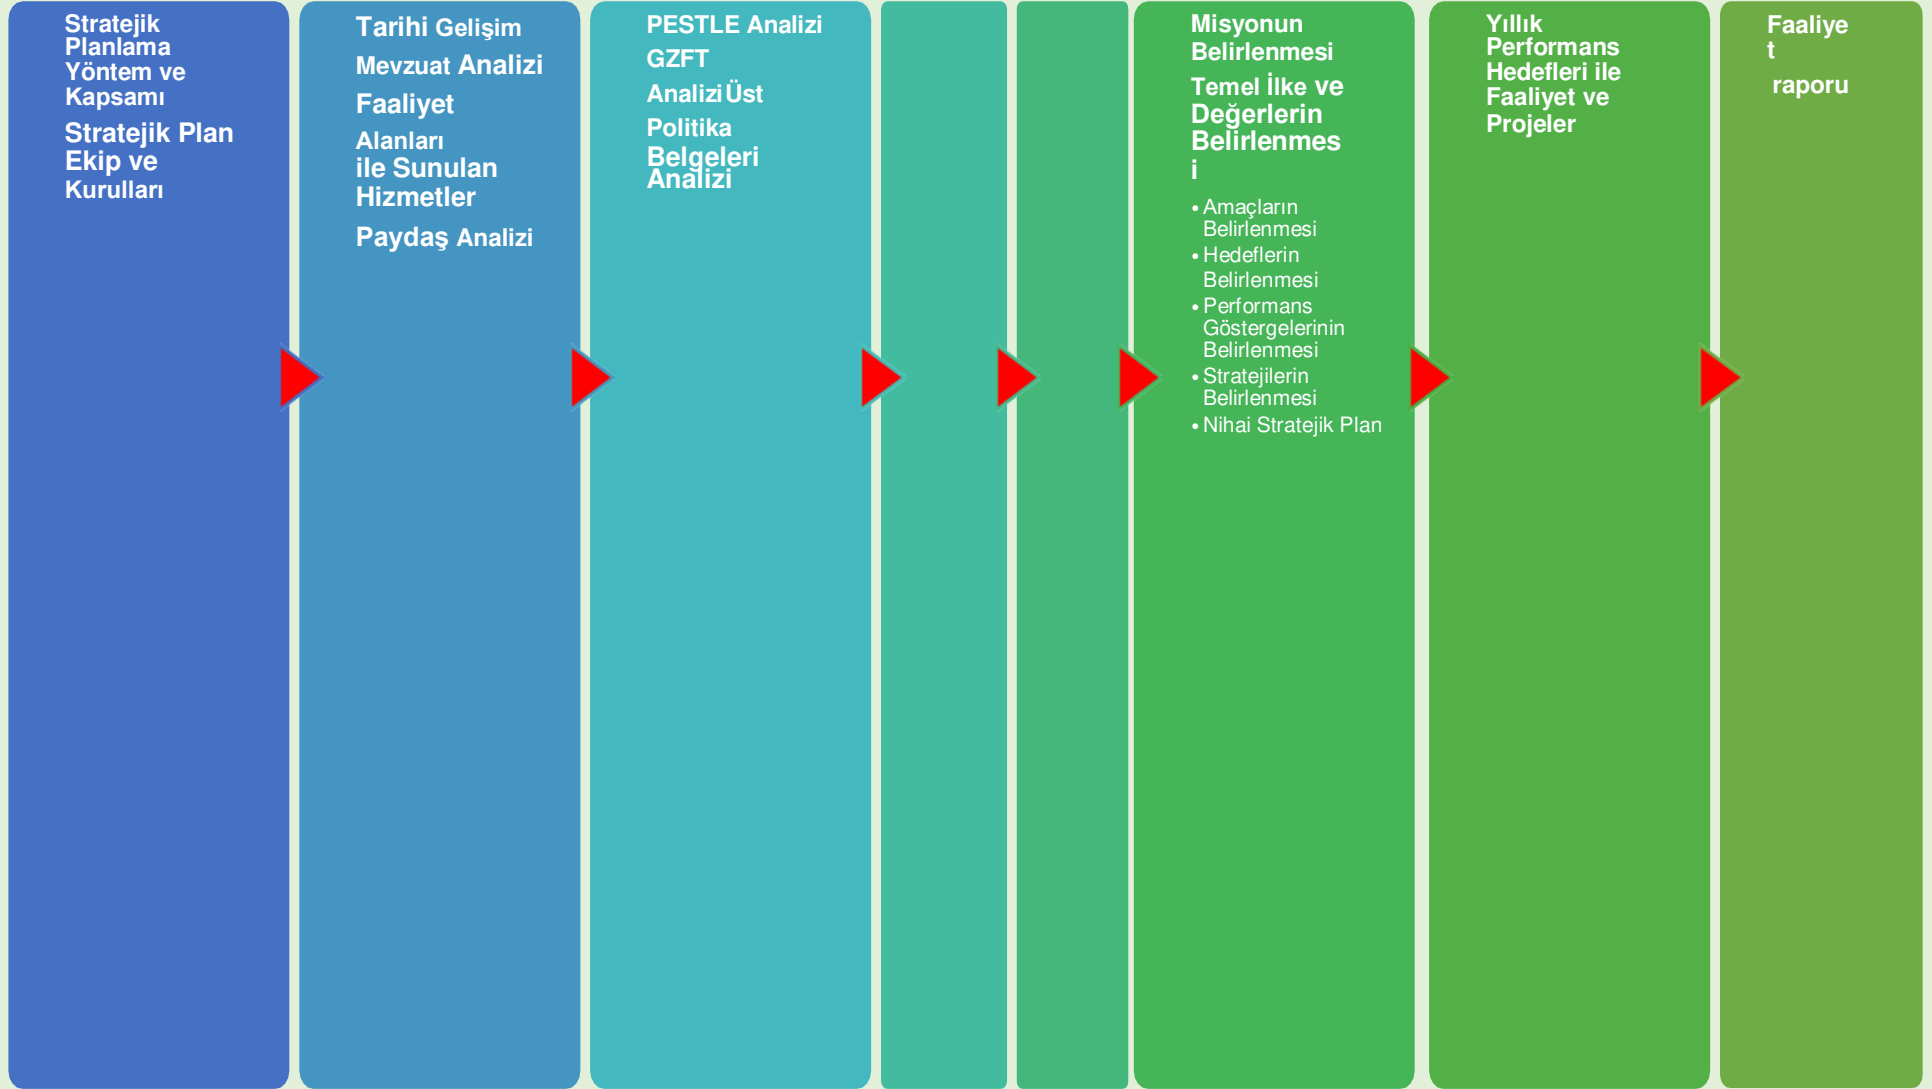 Stratejik
Planlama
Yöntem ve
Kapsamı
Stratejik Plan
Ekip ve
Kurulları
Tarihi Gelişim
Mevzuat Analizi
Faaliyet
Alanları
ile Sunulan
Hizmetler
Paydaş Analizi
PESTLE Analizi
GZFT
Analizi Üst
Politika
Belgeleri
Analizi
Misyonun
Belirlenmesi
Temel İlke ve
Değerlerin
Belirlenmes
i
• Amaçların
Belirlenmesi
• Hedeflerin
Belirlenmesi
• Performans
Göstergelerinin
Belirlenmesi
• Stratejilerin
Belirlenmesi
• Nihai Stratejik Plan
Yıllık
Performans
Hedefleri ile
Faaliyet ve
Projeler
Faaliye
t
raporu